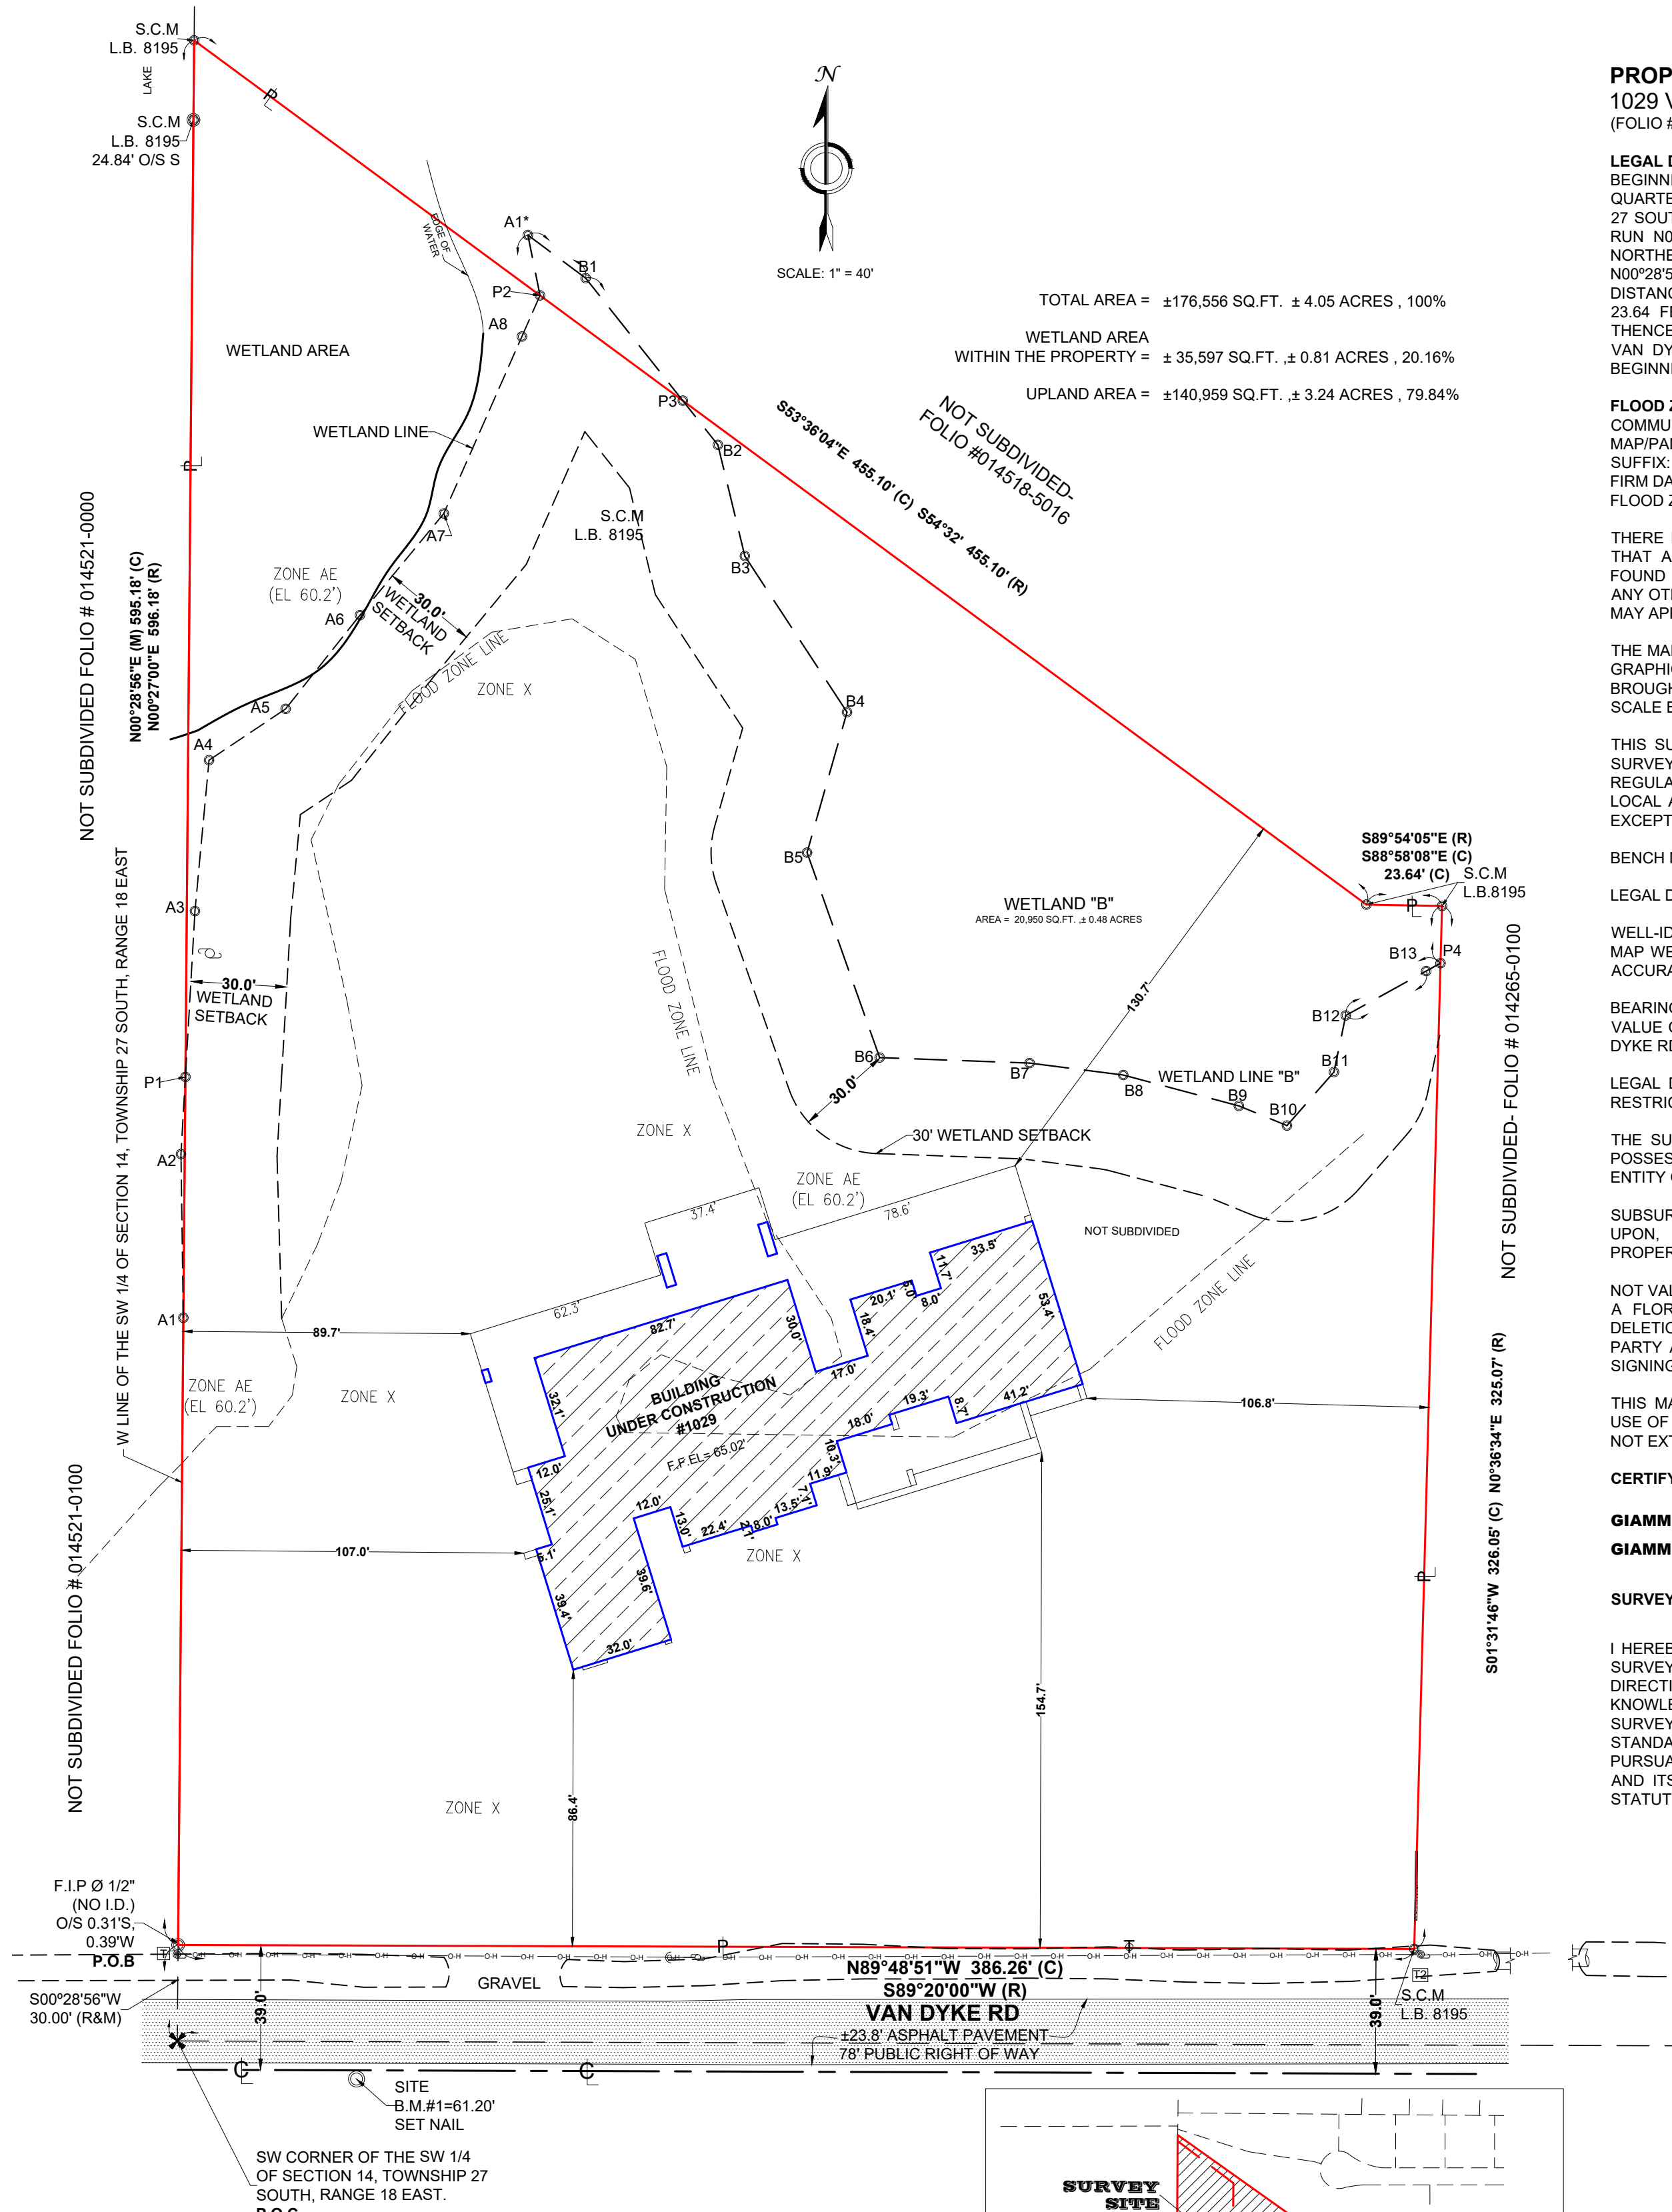 S.C.M
L.B. 8195
LAKE
S.C.M
L.B. 8195
24.84' O/S S
P
EDGE OF
WATER
N
SCALE: 1" = 40'
A1*
B1
P2
A8
WETLAND AREA
WETLAND LINE
P3
B2
TOTAL AREA = ±176,556 SQ.FT. ± 4.05 ACRES , 100%
WETLAND AREA
WITHIN THE PROPERTY = ± 35,597 SQ.FT. ,± 0.81 ACRES , 20.16%
UPLAND AREA = ±140,959 SQ.FT. ,± 3.24 ACRES , 79.84%
NOT SUBDIVIDED-
FOLIO #014518-5016
S53°36'04"E 455.10' (C) S54°32' 455.10' (R)
P
S.C.M
L.B. 8195
A7
B3
ZONE AE
(EL 60.2')
A6
30.0'
WETLAND
SETBACK
FLOOD ZONE LINE
ZONE X
A5
A4
B4
NOT SUBDIVIDED FOLIO # 014521-0000
N00°28'56"E (M) 595.18' (C)
N00°27'00"E 596.18' (R)
B5
A3
30.0'
WETLAND
SETBACK
WETLAND "B"
AREA = 20,950 SQ.FT. ,± 0.48 ACRES
S89°54'05"E (R)
S88°58'08"E (C)
23.64' (C)
S.C.M
L.B.8195
P
B13
P4
FLOOD ZONE LINE
130.7'
B12
P1
B6
B7
B8
WETLAND LINE "B"
B9
B10
B11
30.0'
A2
W LINE OF THE SW 1/4 OF SECTION 14, TOWNSHIP 27 SOUTH, RANGE 18 EAST
ZONE X
30' WETLAND SETBACK
ZONE AE
(EL 60.2')
NOT SUBDIVIDED
NOT SUBDIVIDED- FOLIO # 014265-0100
37.4'
78.6'
A1
89.7'
62.3'
82.7'
30.0'
17.0'
18.4'
20.1'
5.0'
8.0'
11.7'
33.5'
53.4'
FLOOD ZONE LINE
ZONE AE
(EL 60.2')
ZONE X
32.1'
BUILDING
UNDER CONSTRUCTION
#1029
F.F.EL= 65.02'
12.0'
25.1'
5.1'
39.4'
32.0'
39.6'
12.0'
13.0'
22.4'
2.1'
8.0'
13.5'
7.1'
11.9'
10.3'
18.0'
19.3'
8.7'
41.2'
106.8'
107.0'
ZONE X
S01°31'46"W 326.05' (C) N0°36'34"E 325.07' (R)
P
154.7'
86.4'
ZONE X
NOT SUBDIVIDED FOLIO # 014521-0100
F.I.P Ø 1/2"
(NO I.D.)
O/S 0.31'S,
0.39'W
P.O.B
S00°28'56"W
30.00' (R&M)
GRAVEL
39.0'
P
N89°48'51"W 386.26' (C)
S89°20'00"W (R)
VAN DYKE RD
±23.8' ASPHALT PAVEMENT
78' PUBLIC RIGHT OF WAY
39.0'
T2
S.C.M
L.B. 8195
SITE
B.M.#1=61.20'
SET NAIL
SW CORNER OF THE SW 1/4
OF SECTION 14, TOWNSHIP 27
SOUTH, RANGE 18 EAST.
SURVEY
SITE
PROP
1029 V
(FOLIO #
LEGAL D
BEGINNI
QUARTE
27 SOUT
RUN N0
NORTHE
N00°28'5
DISTANC
23.64 FE
THENCE
VAN DY
BEGINNI
FLOOD Z
COMMU
MAP/PA
SUFFIX:
FIRM DA
FLOOD Z
THERE
THAT A
FOUND
ANY OT
MAY API
THE MA
GRAPHI
BROUGH
SCALE E
THIS SU
SURVEY
REGULA
LOCAL A
EXCEPT
BENCH
LEGAL D
WELL-ID
MAP WE
ACCURA
BEARING
VALUE O
DYKE RD
LEGAL D
RESTRIC
THE SU
POSSES
ENTITY
SUBSUR
UPON,
PROPER
NOT VAL
A FLOR
DELETIO
PARTY A
SIGNING
THIS MA
USE OF
NOT EXT
CERTIFY
GIAMM
GIAMM
SURVEY
I HEREB
SURVEY
DIRECTI
KNOWLE
SURVEY
STANDA
PURSUA
AND ITS
STATUT